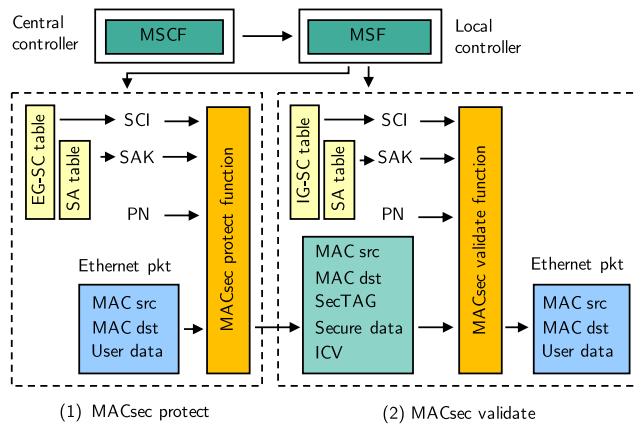 Central
controller
MSCF
MSF
Local
controller
EG-SC table
SA table
SCI
SAK
PN
MACsec protect function
Ethernet pkt
MAC src
MAC dst
User data
IG-SC table
SA table
SCI
SAK
PN
MAC src
MAC dst
SecTAG
Secure data
ICV
MACsec validate function
Ethernet pkt
MAC src
MAC dst
User data
(1) MACsec protect
(2) MACsec validate